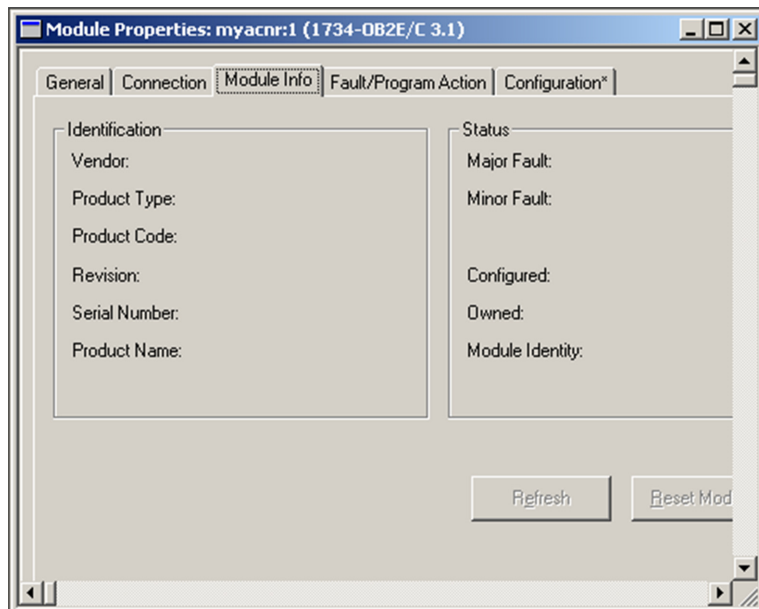 Module Properties: myacnr:1 (1734-OB2E/C 3.1)
General Connection Module Info Fault/Program Action Configuration*
Identification
Vendor:
Product Type:
Product Code:
Revision:
Serial Number:
Product Name:
Status
Major Fault:
Minor Fault:
Configured:
Owned:
Module Identity:
Refresh Reset Mod